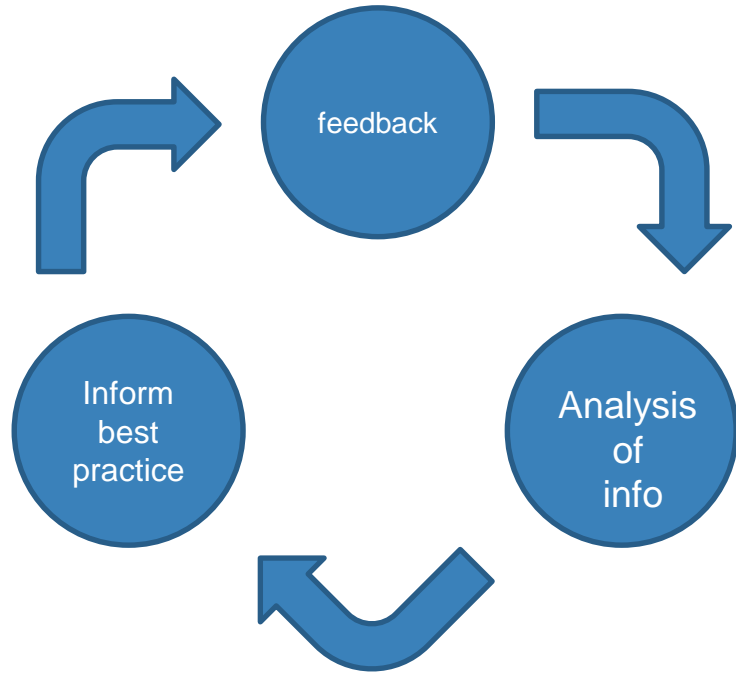 feedback
Analysis
of
info
Inform
best
practice